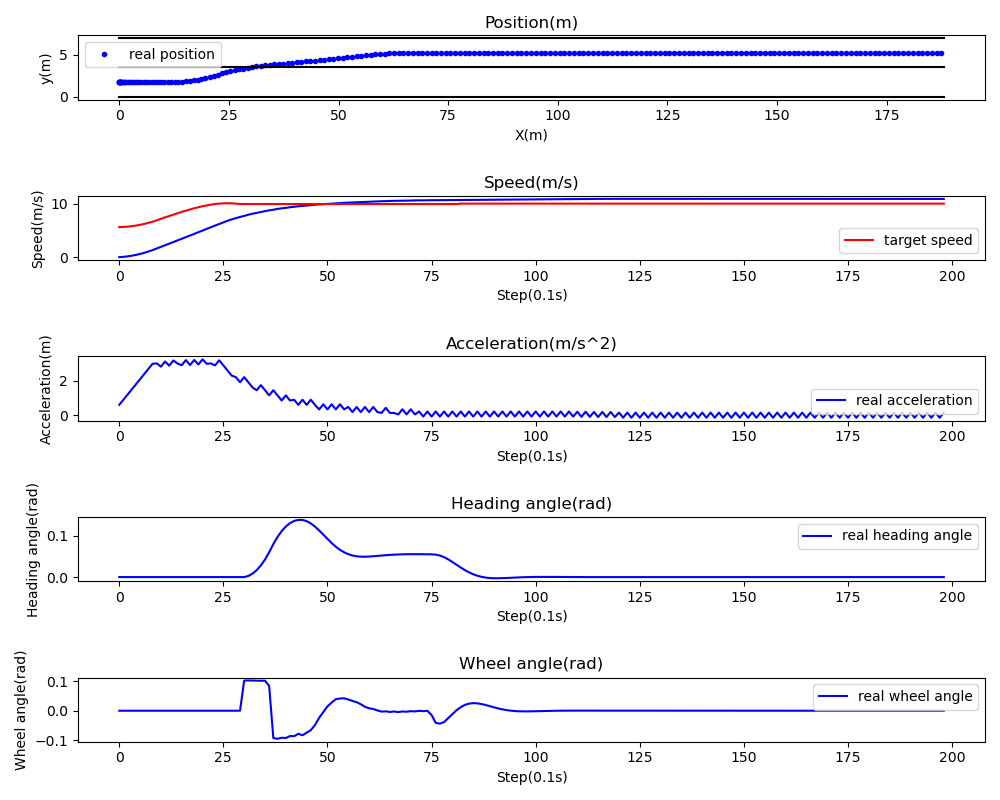 Position(m)
real position
y(m)
5
0
0 25 50 75 100 125 150 175
X(m)
Speed(m/s)
Speed(m/s)
10
0
target speed
0 25 50 75 100 125 150 175 200
Step(0.1s)
Acceleration(m/s^2)
Acceleration(m)
2
0
real acceleration
0 25 50 75 100 125 150 175 200
Step(0.1s)
Heading angle(rad)
Heading angle(rad)
0.1
0.0
real heading angle
0 25 50 75 100 125 150 175 200
Step(0.1s)
Wheel angle(rad)
Wheel angle(rad)
0.1
0.0
−0.1
real wheel angle
0 25 50 75 100 125 150 175 200
Step(0.1s)